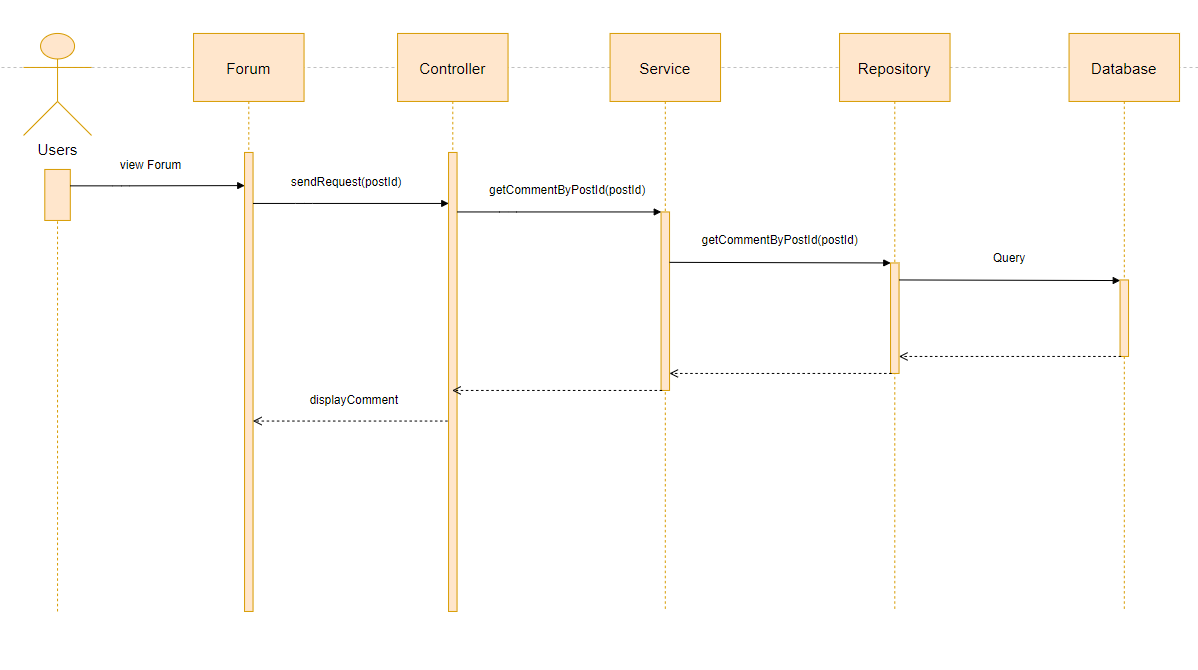 Forum
Controller
Service
Repository
Database
Users
view Forum
sendRequest(postId)
getCommentByPostId(postId)
getCommentByPostId(postId)
Query
displayComment